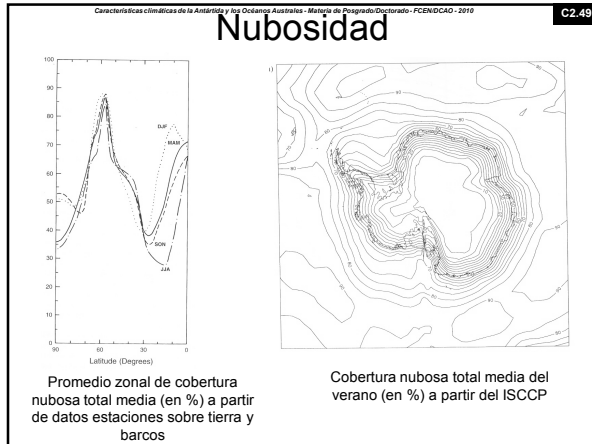 Características climáticas de la Antártida y los Océanos Australes - Materia de Posgrado/Doctorado - FCEN/DCAO - 2010
C2.49
Nubosidad
100
90
80
70
60
50
40
30
20
10
0
DJF
MAM
SON
JJA
90
60
30
0
Latitude (Degrees)
Promedio zonal de cobertura
nubosa total media (en %) a partir
de datos estaciones sobre tierra y
barcos
Cobertura nubosa total media del
verano (en %) a partir del ISCCP